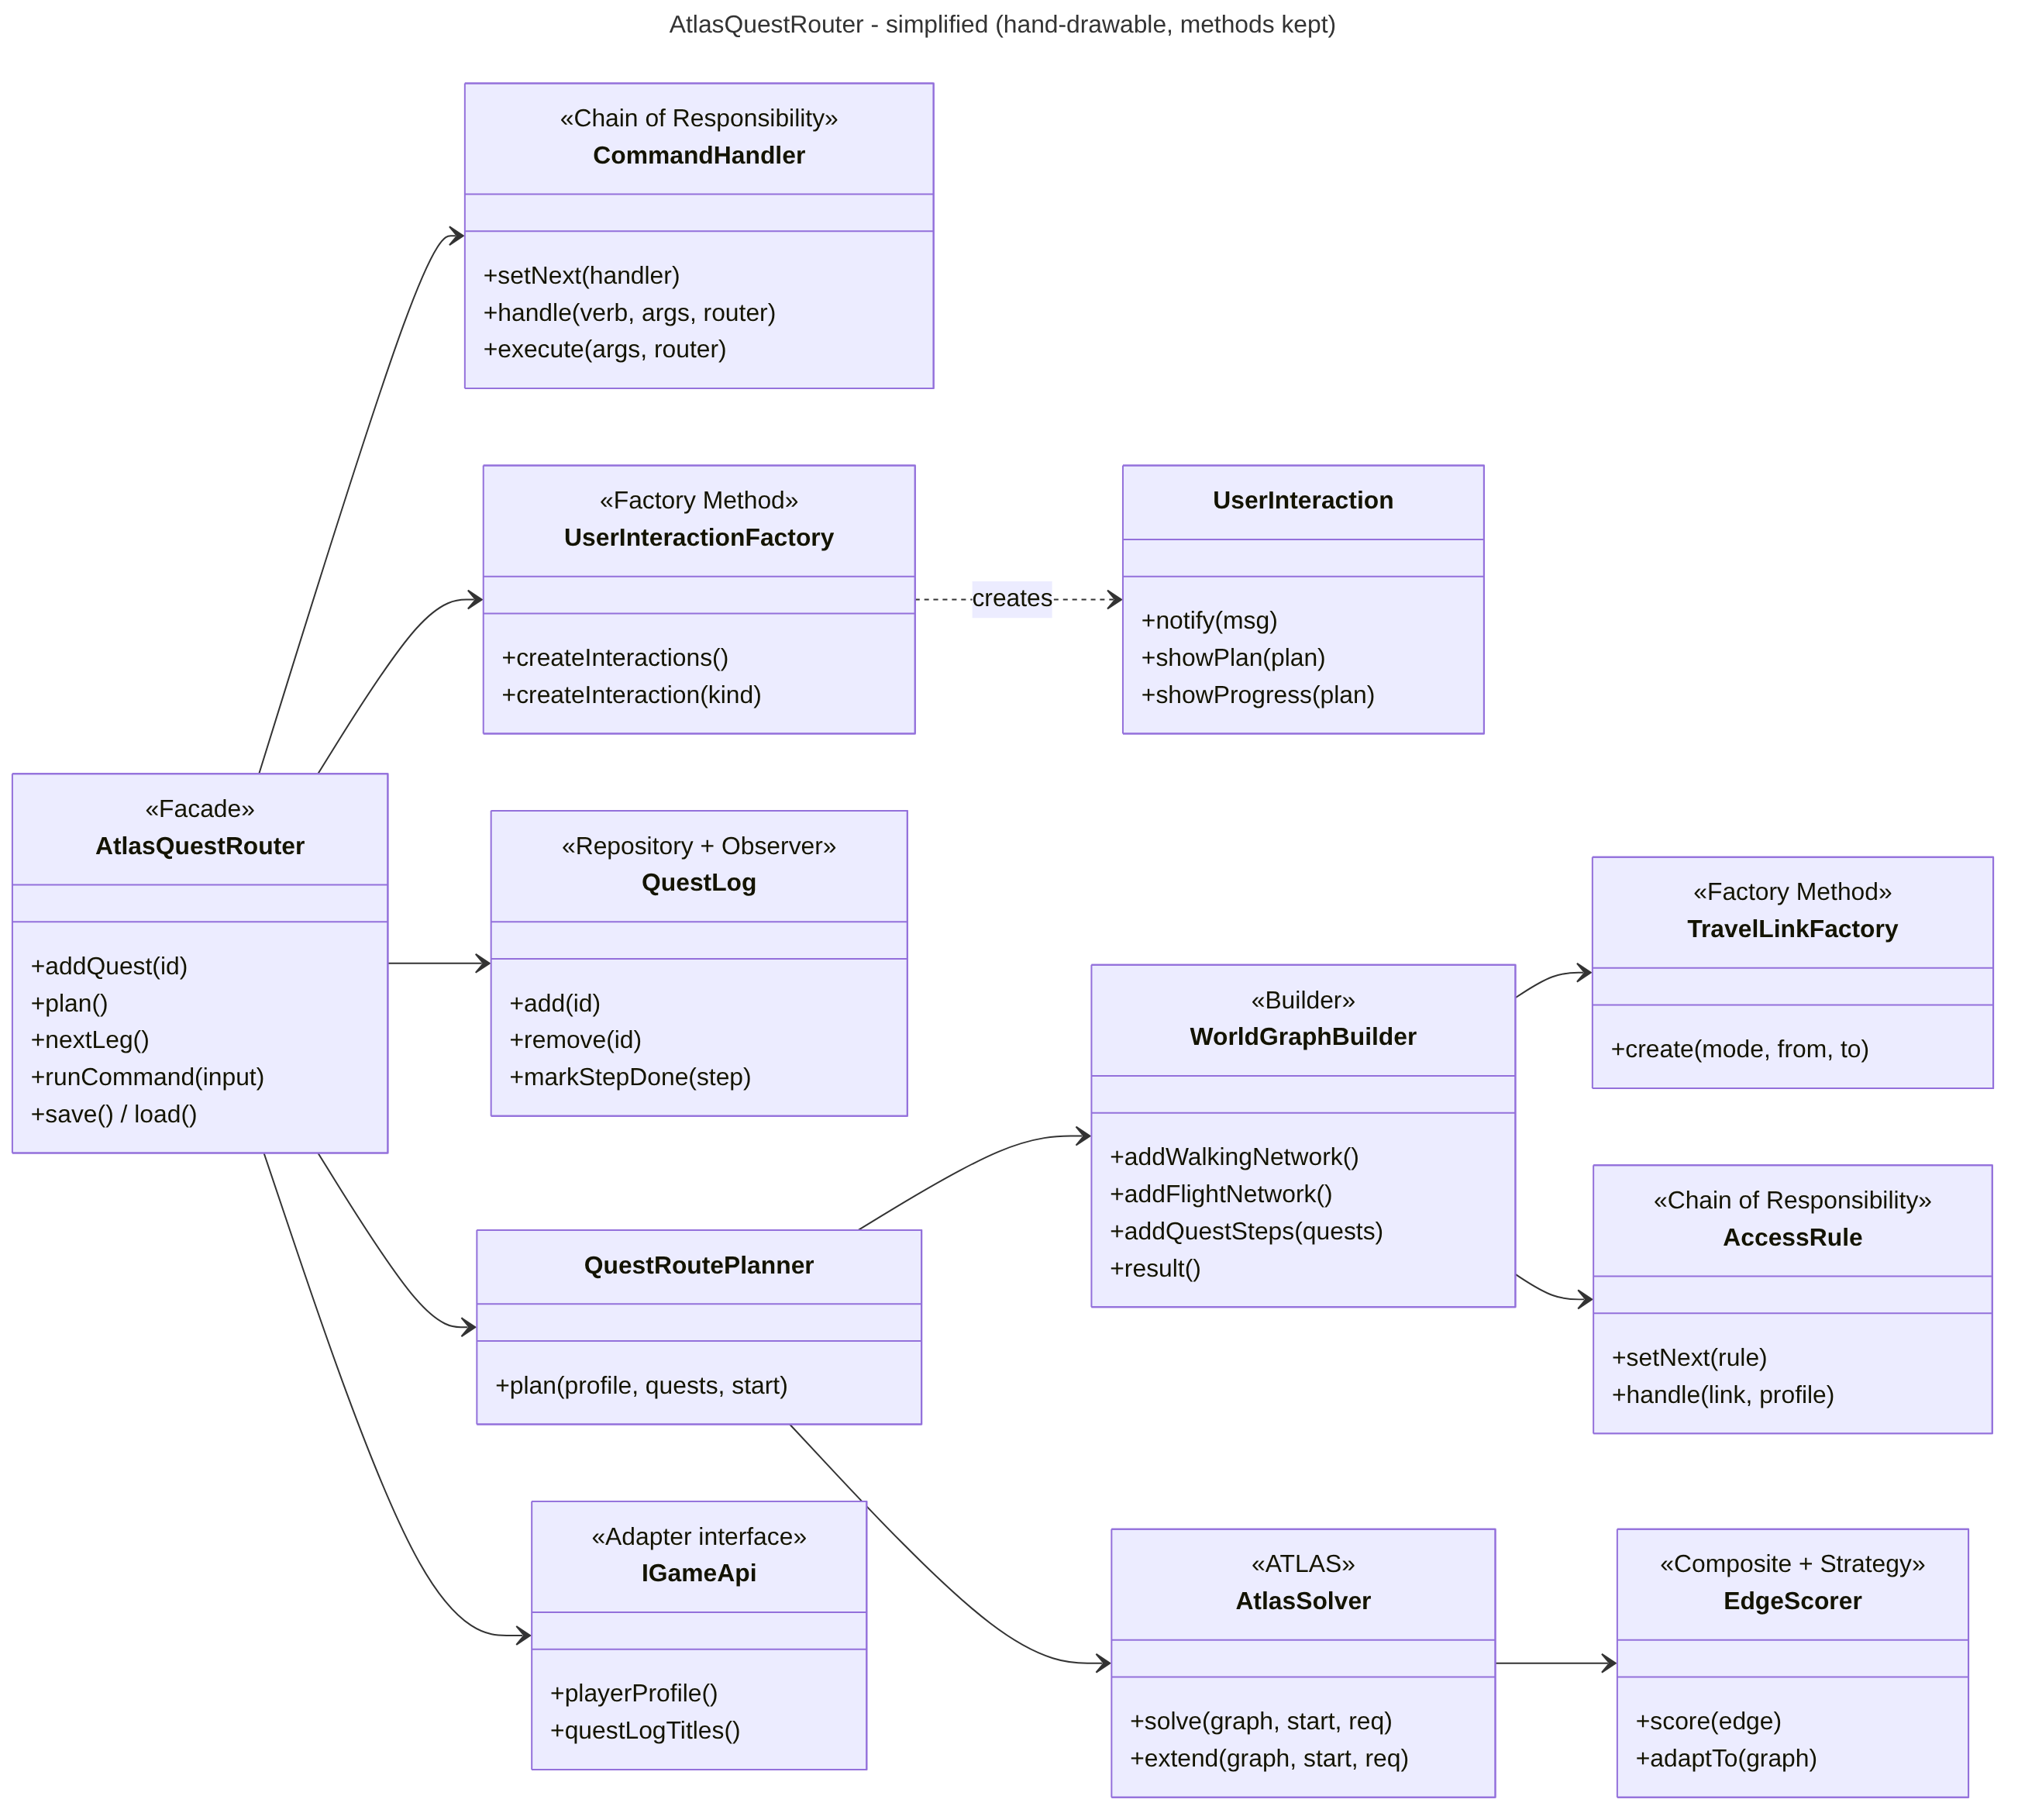 AtlasQuestRouter - simplified (hand-drawable, methods kept)
«Chain of Responsibility»
CommandHandler
+setNext(handler)
+handle(verb, args, router)
+execute(args, router)
«Factory Method»
UserInteractionFactory
+createInteractions()
+createInteraction(kind)
creates
UserInteraction
+notify(msg)
+showPlan(plan)
+showProgress(plan)
«Facade»
AtlasQuestRouter
+addQuest(id)
+plan()
+nextLeg()
+runCommand(input)
+save() / load()
«Repository + Observer»
QuestLog
+add(id)
+remove(id)
+markStepDone(step)
«Builder»
WorldGraphBuilder
+addWalkingNetwork()
+addFlightNetwork()
+addQuestSteps(quests)
+result()
«Factory Method»
TravelLinkFactory
+create(mode, from, to)
«Chain of Responsibility»
AccessRule
+setNext(rule)
+handle(link, profile)
QuestRoutePlanner
+plan(profile, quests, start)
«Adapter interface»
IGameApi
+playerProfile()
+questLogTitles()
«ATLAS»
AtlasSolver
+solve(graph, start, req)
+extend(graph, start, req)
«Composite + Strategy»
EdgeScorer
+score(edge)
+adaptTo(graph)